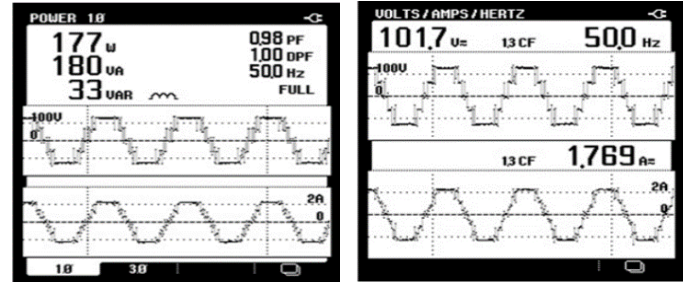 POWER 1Ø
177 W
0.98 PF
180 VA
1.00 DPF
50.0 Hz
33 VAR
FULL
100V
0
2A
0
1Ø
3Ø
VOLTS/AMPS/HERTZ
101.7 V≂ 1.3 CF 50.0 Hz
100V
0
1.3 CF 1.769 A≂
2A
0